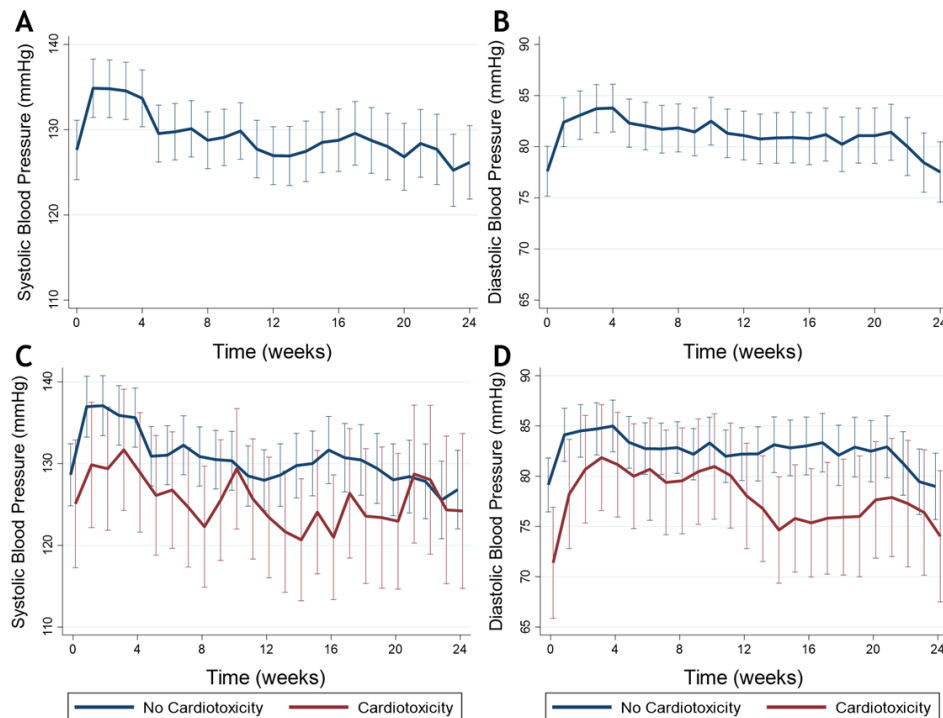 A
Systolic Blood Pressure (mmHg)
140
130
120
110
0 4 8 12 16 20 24
Time (weeks)
B
Diastolic Blood Pressure (mmHg)
90
85
80
75
70
65
0 4 8 12 16 20 24
Time (weeks)
C
Systolic Blood Pressure (mmHg)
140
130
120
110
0 4 8 12 16 20 24
Time (weeks)
No Cardiotoxicity Cardiotoxicity
D
Diastolic Blood Pressure (mmHg)
90
85
80
75
70
65
0 4 8 12 16 20 24
Time (weeks)
No Cardiotoxicity Cardiotoxicity